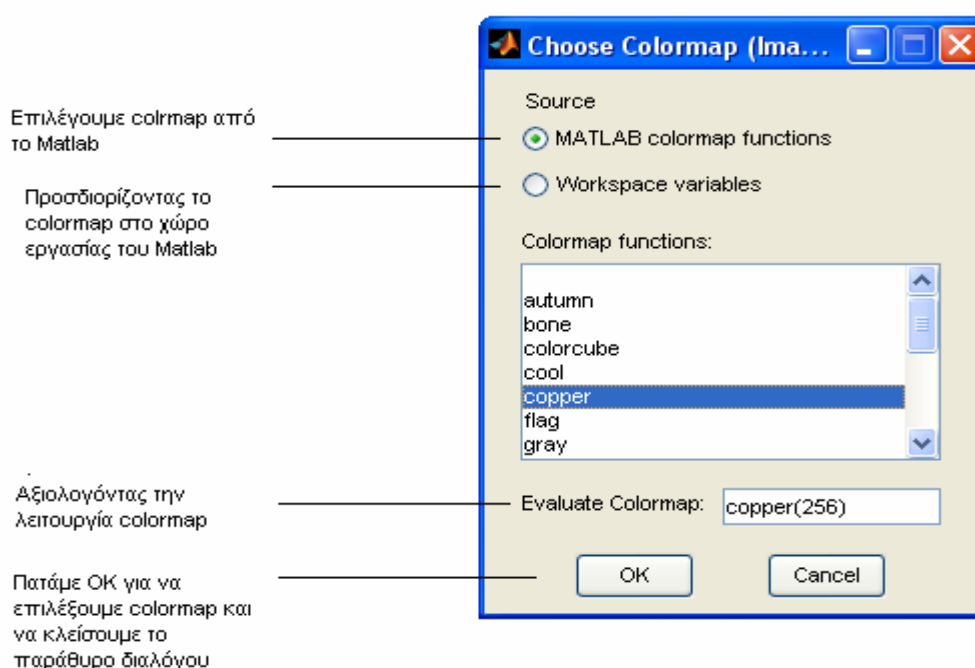 Choose Colormap (Ima...
Επιλέγουμε colrmap από
το Matlab
Source
MATLAB colormap functions
Προσδιορίζοντας το
colormap στο χώρο
εργασίας του Matlab
Workspace variables
Colormap functions:
autumn
bone
colorcube
cool
copper
flag
gray
Αξιολογόντας την
λειτουργία colormap
Evaluate Colormap: copper(256)
Πατάμε OK για να
επιλέξουμε colormap και
να κλείσουμε το
παράθυρο διαλόγου
OK
Cancel